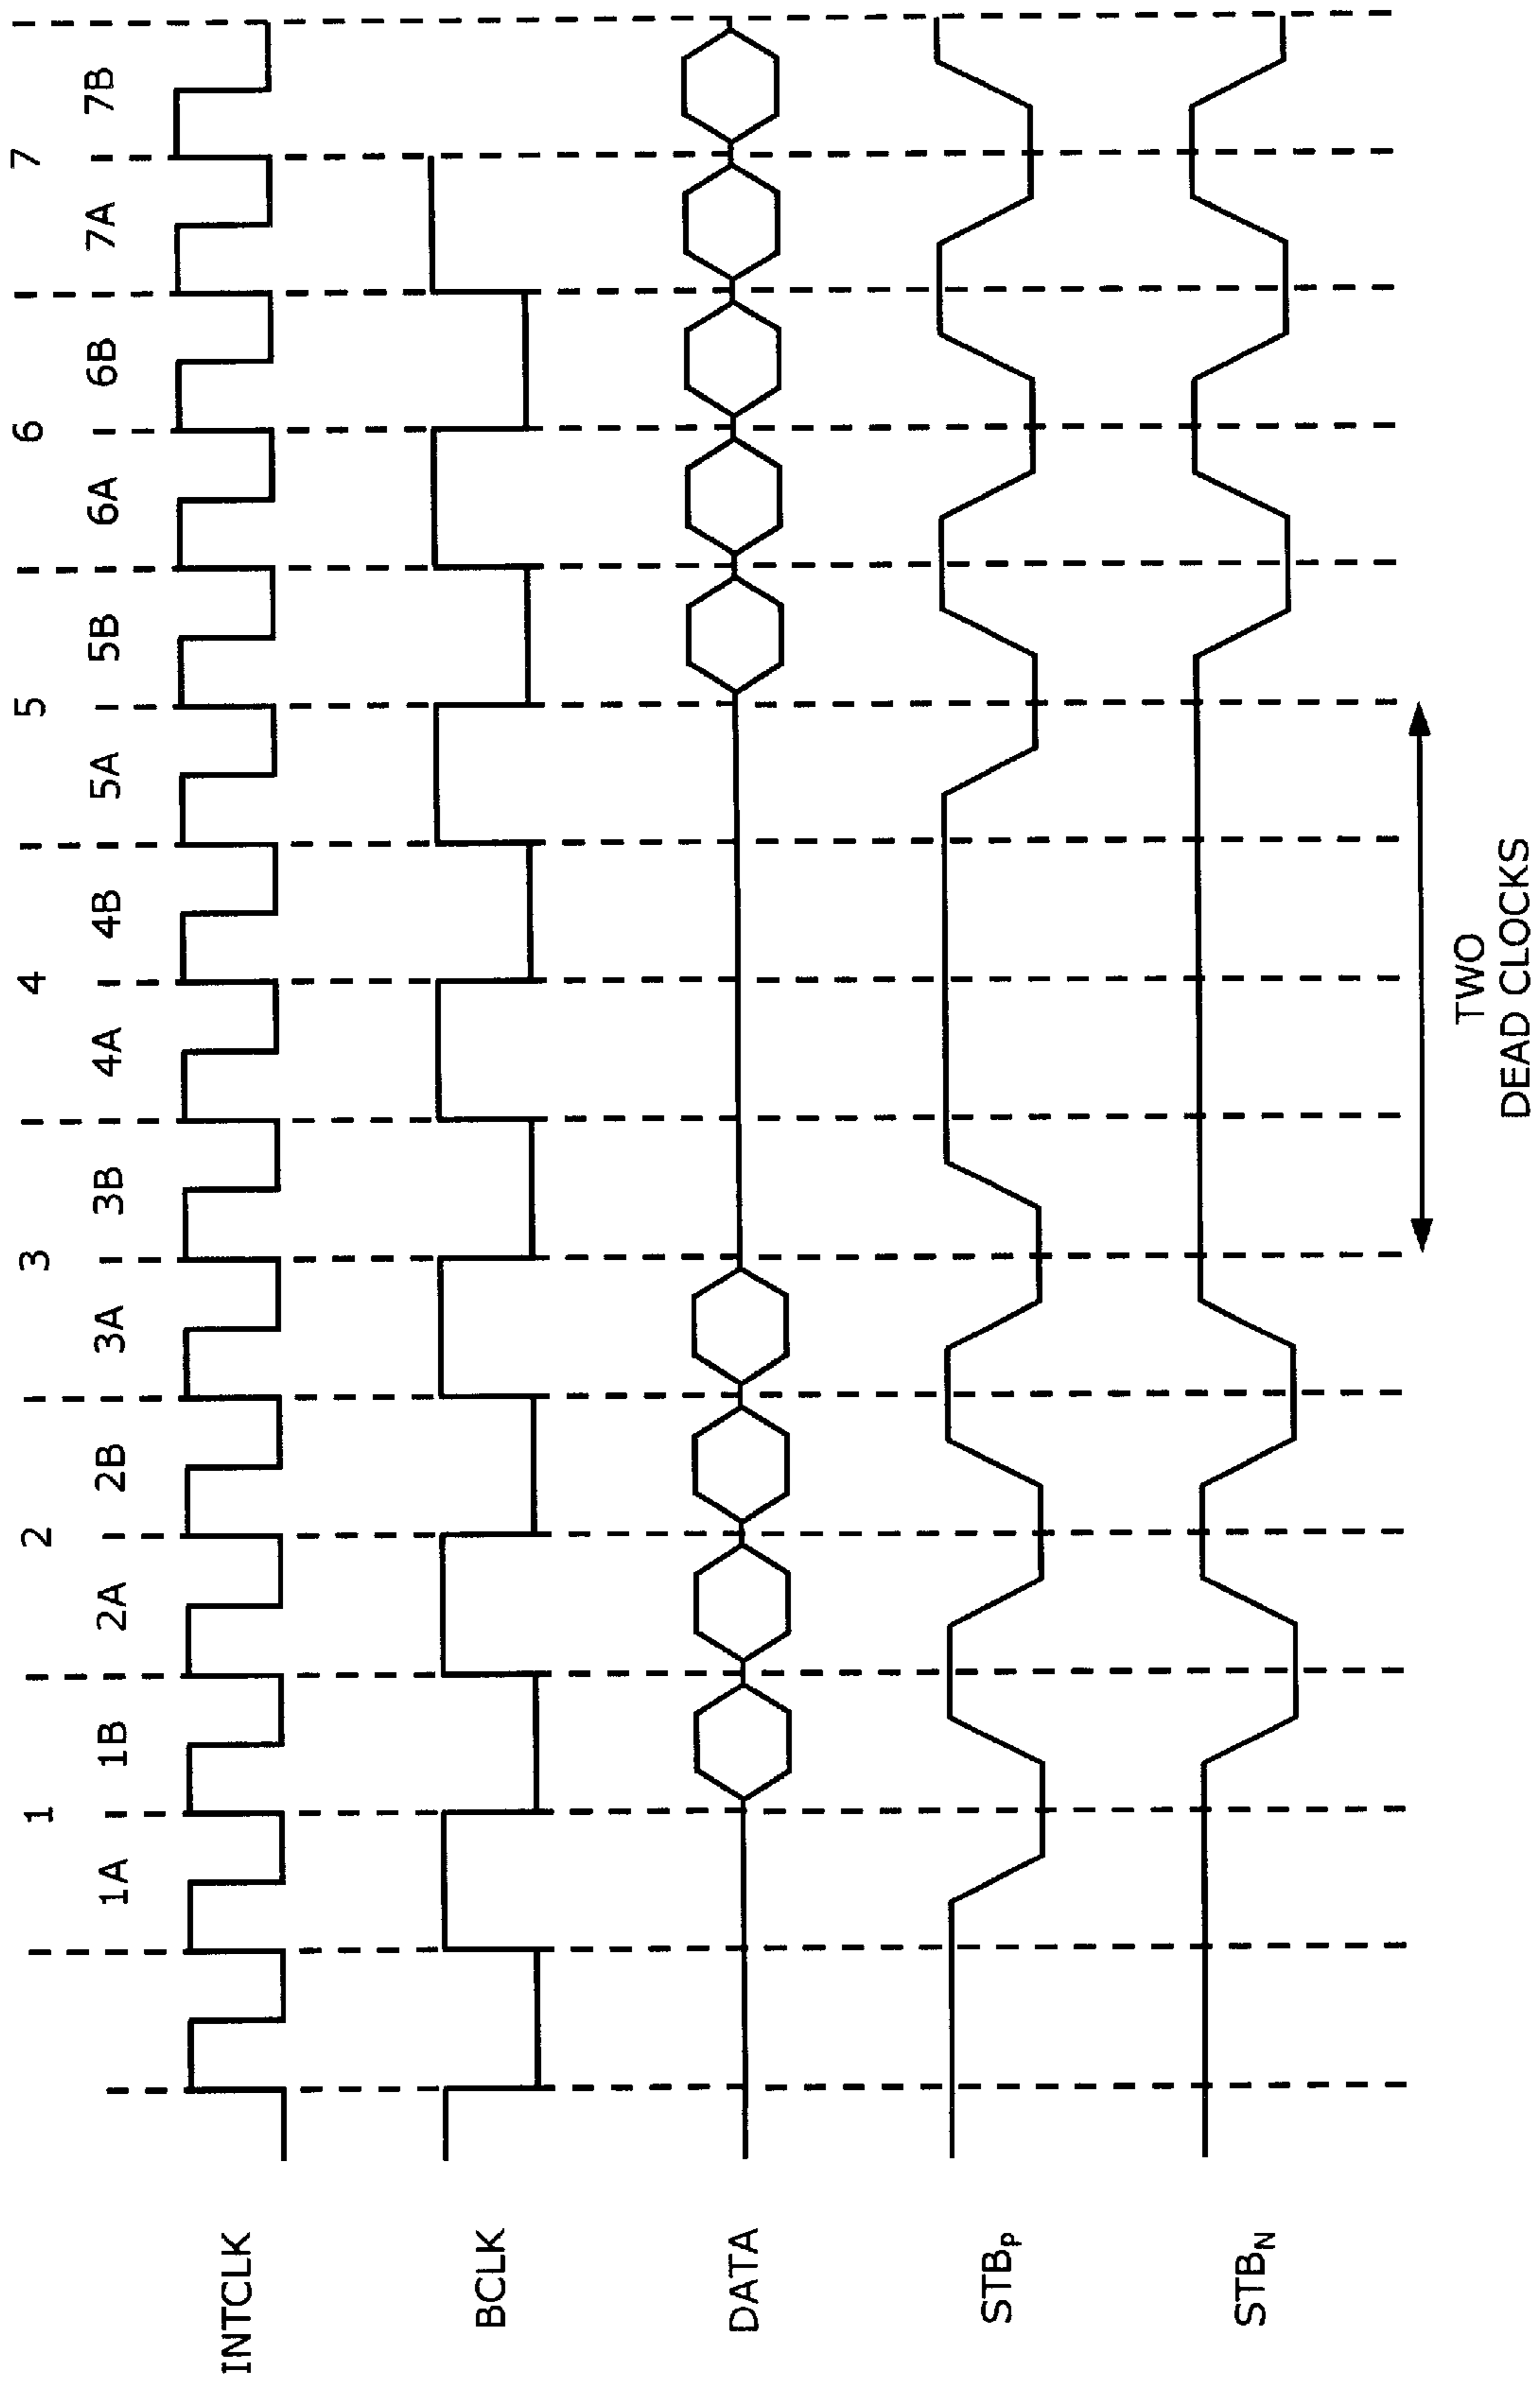 1 2 3 4 5 6 7
1A 1B 2A 2B 3A 3B 4A 4B 5A 5B 6A 6B 7A 7B
INTCLK
BCLK
DATA
STBP
STBN
TWO
DEAD CLOCKS